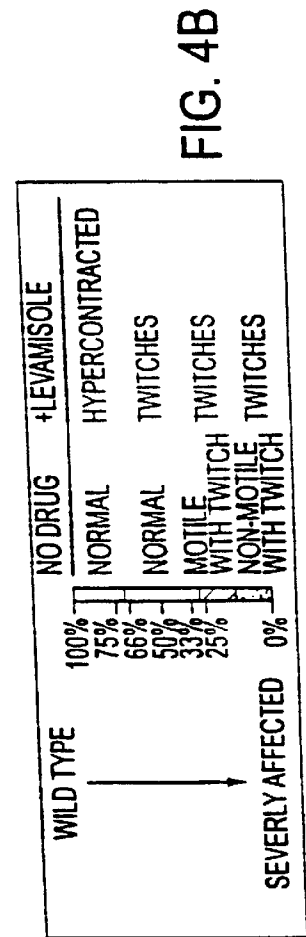 WILD TYPE
SEVERLY AFFECTED
100%
75%
66%
50%
33%
25%
0%
NO DRUG +LEVAMISOLE
NORMAL HYPERCONTRACTED
NORMAL TWITCHES
MOTILE
WITH TWITCH TWITCHES
NON-MOTILE
WITH TWITCH TWITCHES
FIG. 4B